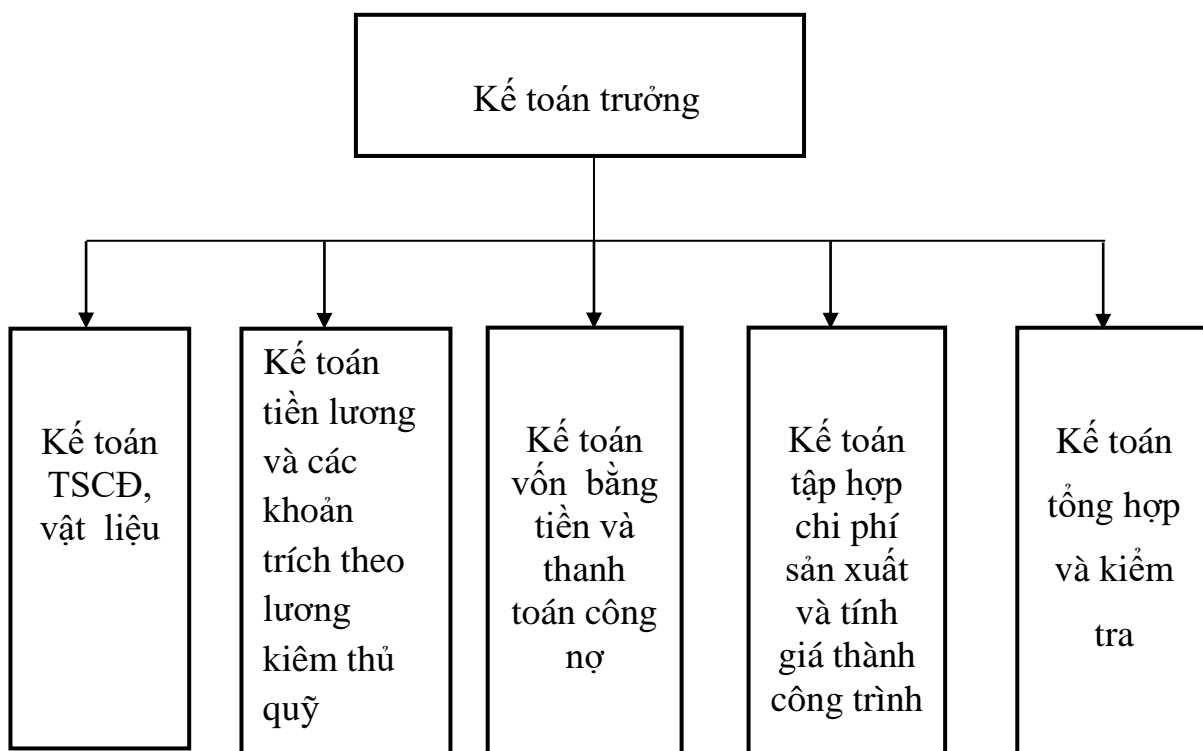 Kế toán trưởng
Kế toán
TSCĐ,
vật liệu
Kế toán
tiền lương
và các
khoản
trích theo
lương
kiêm thủ
quỹ
Kế toán
vốn bằng
tiền và
thanh
toán công
nợ
Kế toán
tập hợp
chi phí
sản xuất
và tính
giá thành
công trình
Kế toán
tổng hợp
và kiểm
tra